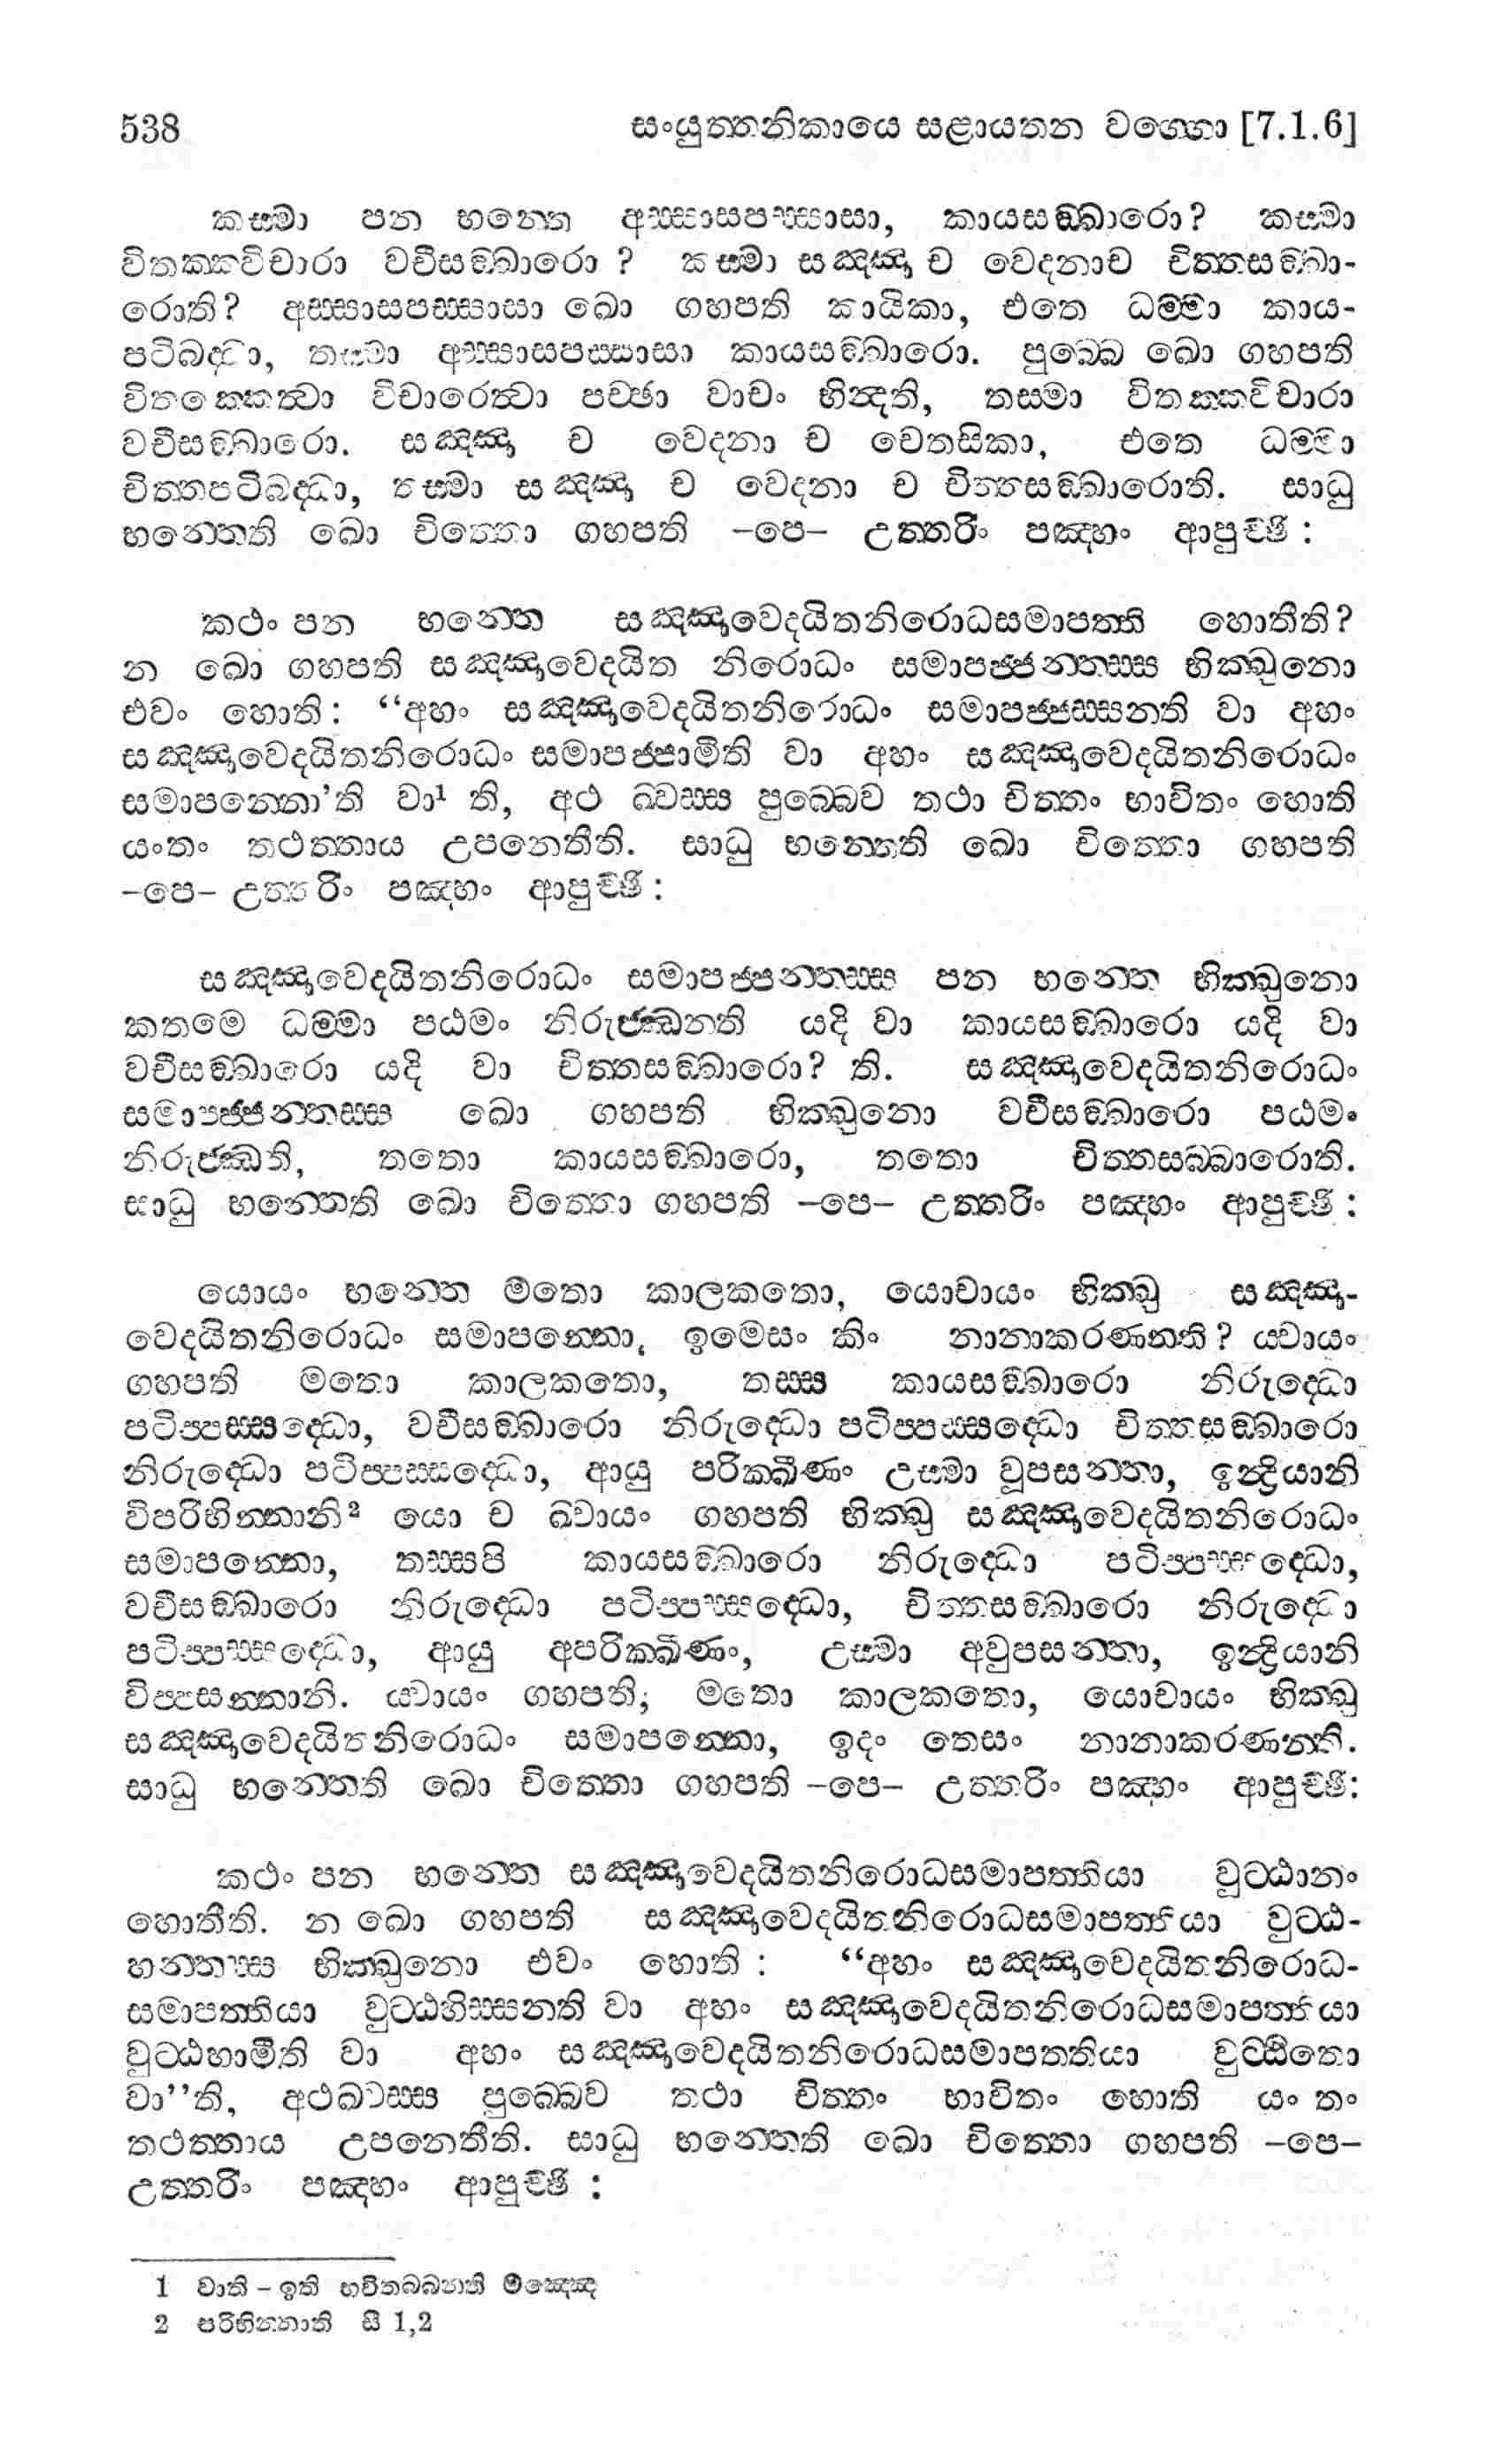 538 සංයුත්තනිකායෙ සළායතන වග්ගො [7.1.6]
කස්මා පන භන්තෙ අස්සාසපස්සාසා, කායසඞ්ඛාරො? කස්මා
විතක්කවිචාරා වචීසඞ්ඛාරො ? කස්මා සඤ්ඤා ච වෙදනාච චිත්තසඞ්ඛා-
රොති? අස්සාසපස්සාසා ඛො ගහපති කායිකා, එතෙ ධම්මා කාය-
පටිබද්ධා, තස්මා අස්සාසපස්සාසා කායසඞ්ඛාරො. පුබ්බෙ ඛො ගහපති
විතක්කෙත්වා විචාරෙත්වා පච්ඡා වාචං භින්දති, තස්මා විතක්කවිචාරා
වචීසඞ්ඛාරො. සඤ්ඤා ච වෙදනා ච චෙතසිකා, එතෙ ධම්මා
චිත්තපටිබද්ධා, තස්මා සඤ්ඤා ච වෙදනා ච චිත්තසඞ්ඛාරොති. සාධු
භන්තෙති ඛො චිත්තො ගහපති –පෙ– උත්තරිං පඤ්හං ආපුච්ඡි :
කථං පන භන්තෙ සඤ්ඤාවෙදයිතනිරොධසමාපත්ති හොතීති?
න ඛො ගහපති සඤ්ඤාවෙදයිත නිරොධං සමාපජ්ජන්තස්ස භික්ඛුනො
එවං හොති: “අහං සඤ්ඤාවෙදයිතනිරොධං සමාපජ්ජස්සන්ති වා අහං
සඤ්ඤාවෙදයිතනිරොධං සමාපජ්ජාමීති වා අහං සඤ්ඤාවෙදයිතනිරොධං
සමාපන්නො’ති වා¹ ති, අථ ඛ්වස්ස පුබ්බෙව තථා චිත්තං භාවිතං හොති
යංතං තථත්තාය උපනෙතීති. සාධු භන්තෙති ඛො චිත්තො ගහපති
–පෙ– උත්තරිං පඤ්හං ආපුච්ඡි :
සඤ්ඤාවෙදයිතනිරොධං සමාපජ්ජන්තස්ස පන භන්තෙ භික්ඛුනො
කතමෙ ධම්මා පඨමං නිරුජ්ඣන්ති යදි වා කායසඞ්ඛාරො යදි වා
වචීසඞ්ඛාරො යදි වා චිත්තසඞ්ඛාරො? ති. සඤ්ඤාවෙදයිතනිරොධං
සමාපජ්ජන්තස්ස ඛො ගහපති භික්ඛුනො වචීසඞ්ඛාරො පඨමං
නිරුජ්ඣති, තතො කායසඞ්ඛාරො, තතො චිත්තසඞ්ඛාරොති.
සාධු භන්තෙති ඛො චිත්තො ගහපති –පෙ– උත්තරිං පඤ්හං ආපුච්ඡි :
යොයං භන්තෙ මතො කාලකතො, යොචායං භික්ඛු සඤ්ඤා-
වෙදයිතනිරොධං සමාපන්නො, ඉමෙසං කිං නානාකරණන්ති? ය්වායං
ගහපති මතො කාලකතො, තස්ස කායසඞ්ඛාරො නිරුද්ධො
පටිප්පස්සද්ධො, වචීසඞ්ඛාරො නිරුද්ධො පටිප්පස්සද්ධො චිත්තසඞ්ඛාරො
නිරුද්ධො පටිප්පස්සද්ධො, ආයු පරික්ඛීණං උස්මා වූපසන්තා, ඉන්ද්‍රියානි
විපරිභින්නානි² යො ච ඛ්වායං ගහපති භික්ඛු සඤ්ඤාවෙදයිතනිරොධං
සමාපන්නො, තස්සපි කායසඞ්ඛාරො නිරුද්ධො පටිප්පස්සද්ධො,
වචීසඞ්ඛාරො නිරුද්ධො පටිප්පස්සද්ධො, චිත්තසඞ්ඛාරො නිරුද්ධො
පටිප්පස්සද්ධො, ආයු අපරික්ඛීණං, උස්මා අවුපසන්තා, ඉන්ද්‍රියානි
විප්පසන්නානි. ය්වායං ගහපති, මතො කාලකතො, යොචායං භික්ඛු
සඤ්ඤාවෙදයිතනිරොධං සමාපන්නො, ඉදං තෙසං නානාකරණන්ති.
සාධු භන්තෙති ඛො චිත්තො ගහපති –පෙ– උත්තරිං පඤ්හං ආපුච්ඡි:
කථං පන භන්තෙ සඤ්ඤාවෙදයිතනිරොධසමාපත්තියා වුට්ඨානං
හොතීති. න ඛො ගහපති සඤ්ඤාවෙදයිතනිරොධසමාපත්තියා වුට්ඨ-
හන්තස්ස භික්ඛුනො එවං හොති : “අහං සඤ්ඤාවෙදයිතනිරොධ-
සමාපත්තියා වුට්ඨහිස්සන්ති වා අහං සඤ්ඤාවෙදයිතනිරොධසමාපත්තියා
වුට්ඨහාමීති වා අහං සඤ්ඤාවෙදයිතනිරොධසමාපත්තියා වුට්ඨිතො
වා”ති, අථඛ්වස්ස පුබ්බෙව තථා චිත්තං භාවිතං හොති යං තං
තථත්තාය උපනෙතීති. සාධු භන්තෙති ඛො චිත්තො ගහපති –පෙ–
උත්තරිං පඤ්හං ආපුච්ඡි :
1 වාති – ඉති භවිතබ්බ්‍යාති මඤ්ඤෙ
2 පරිභින්නාති සී 1,2